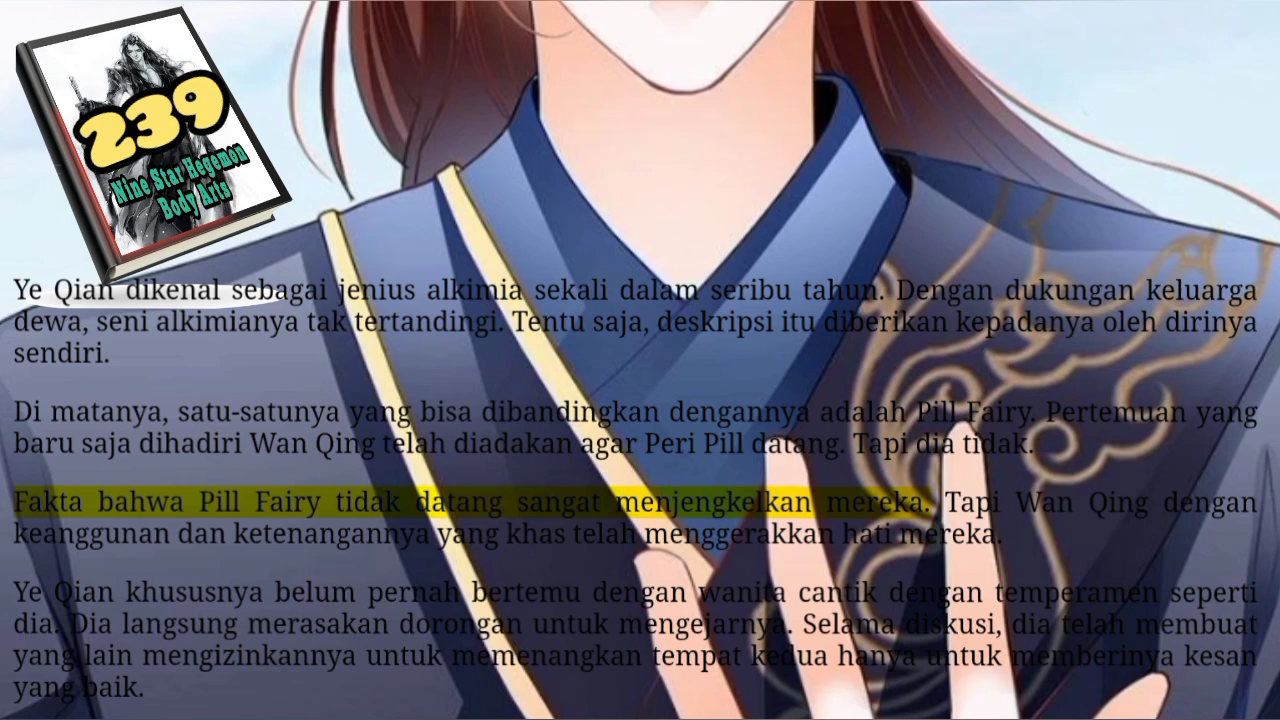 239
Nine Star Hegemon
Body Arts
Ye Qian dikenal sebagai jenius alkimia sekali dalam seribu tahun. Dengan dukungan keluarga
dewa, seni alkimianya tak tertandingi. Tentu saja, deskripsi itu diberikan kepadanya oleh dirinya
sendiri.
Di matanya, satu-satunya yang bisa dibandingkan dengannya adalah Pill Fairy. Pertemuan yang
baru saja dihadiri Wan Qing telah diadakan agar Peri Pill datang. Tapi dia tidak.
Fakta bahwa Pill Fairy tidak datang sangat menjengkelkan mereka. Tapi Wan Qing dengan
keanggunan dan ketenangannya yang khas telah menggerakkan hati mereka.
Ye Qian khususnya belum pernah bertemu dengan wanita cantik dengan temperamen seperti
dia. Dia langsung merasakan dorongan untuk mengejarnya. Selama diskusi, dia telah membuat
yang lain mengizinkannya untuk memenangkan tempat kedua hanya untuk memberinya kesan
yang baik.